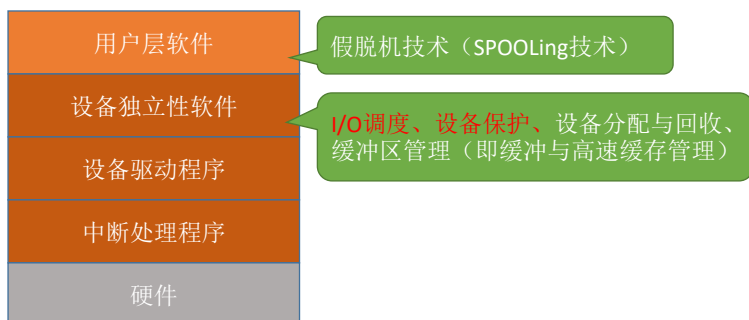 用户层软件
假脱机技术（SPOOLing技术）
设备独立性软件
I/O调度、设备保护、设备分配与回收、
缓冲区管理（即缓冲与高速缓存管理）
设备驱动程序
中断处理程序
硬件